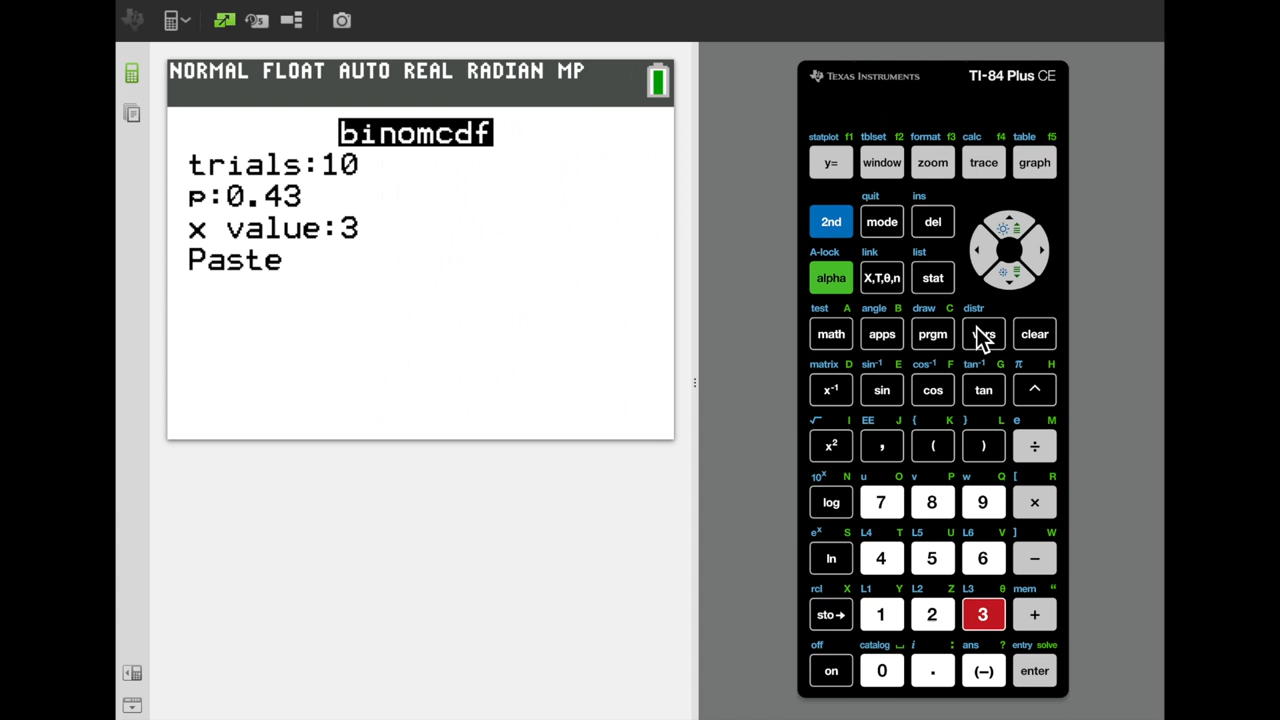 NORMAL FLOAT AUTO REAL RADIAN MP
binomcdf
trials:10
p:0.43
x value:3
Paste
TEXAS INSTRUMENTS TI-84 Plus CE
statplot f1 tblset f2 format f3 calc f4 table f5
y= window zoom trace graph
quit ins
2nd mode del
A-lock link list
alpha X,T,θ,n stat
test A angle B draw C distr
math apps prgm vars clear
matrix D sin⁻¹ E cos⁻¹ F tan⁻¹ G π H
x⁻¹ sin cos tan ^
√ I EE J { K } L e M
x² , ( ) ÷
10ˣ N u O v P w Q [ R
log 7 8 9 ×
eˣ S L4 T L5 U L6 V ] W
ln 4 5 6 −
rcl X L1 Y L2 Z L3 θ mem “
sto→ 1 2 3 +
off catalog ⎵ i : ans ? entry solve
on 0 . (−) enter